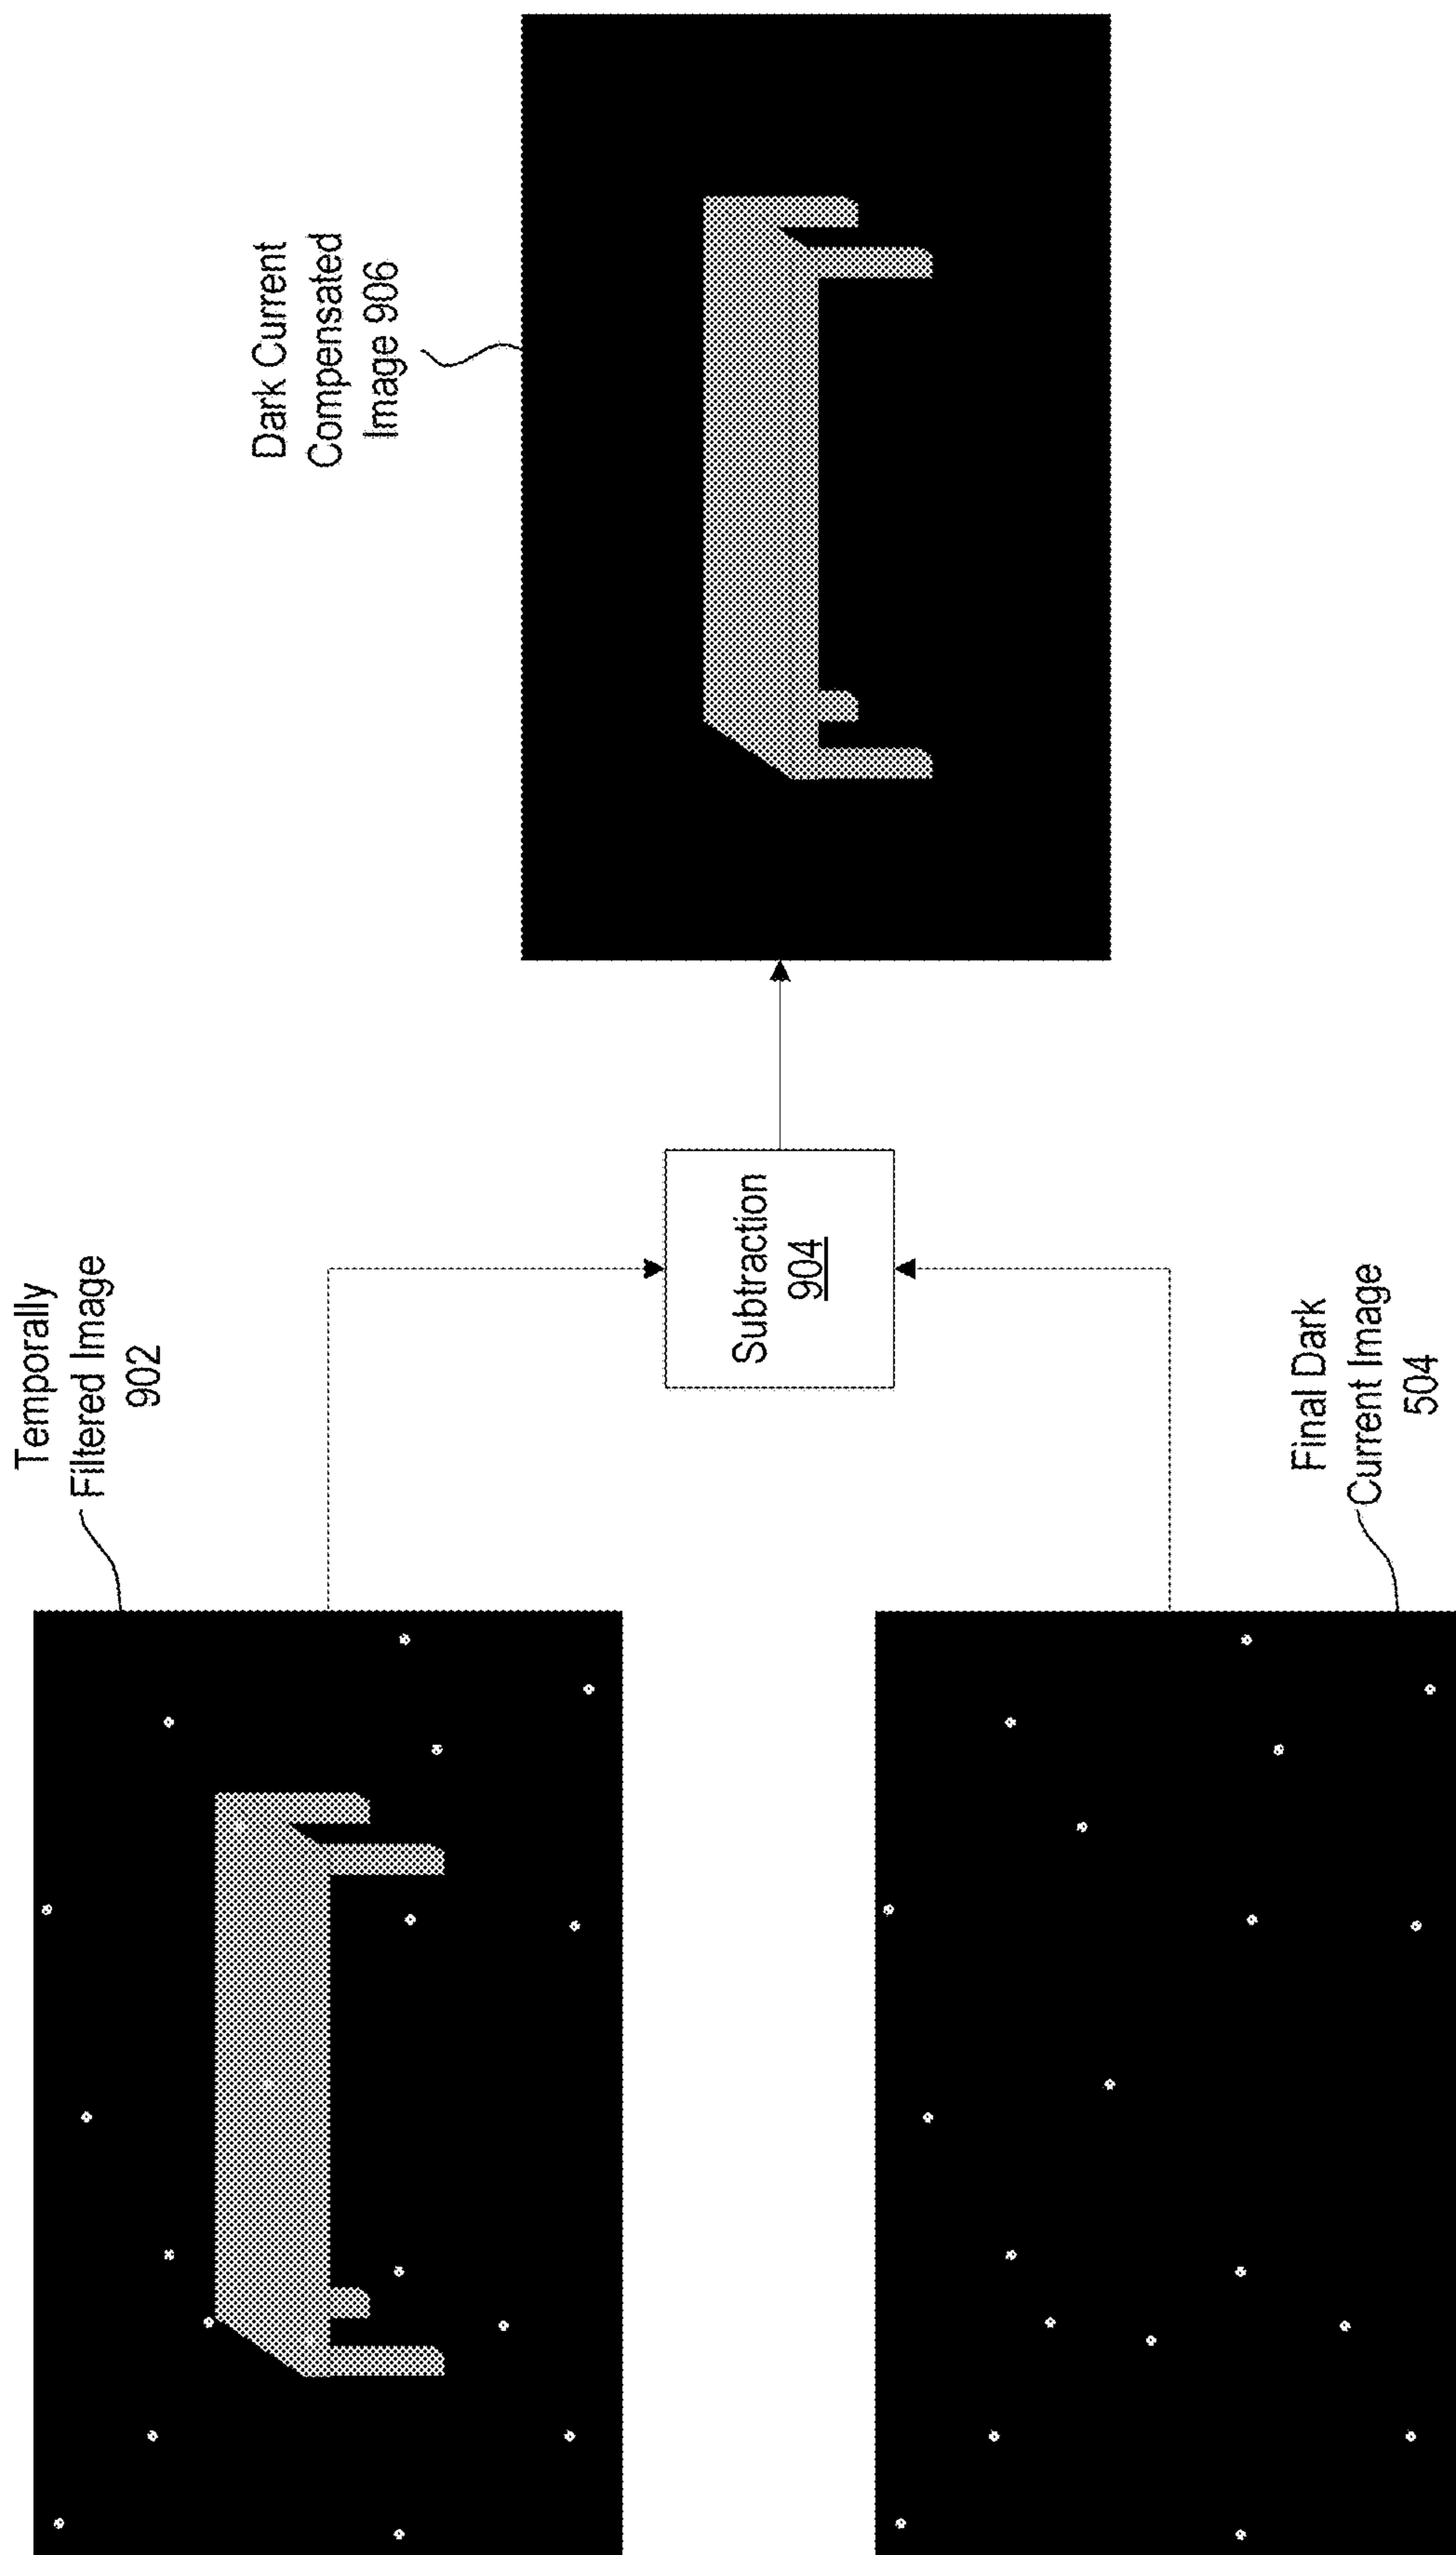 Temporally
Filtered Image
902
Final Dark
Current Image
504
Subtraction
904
Dark Current
Compensated
Image 906